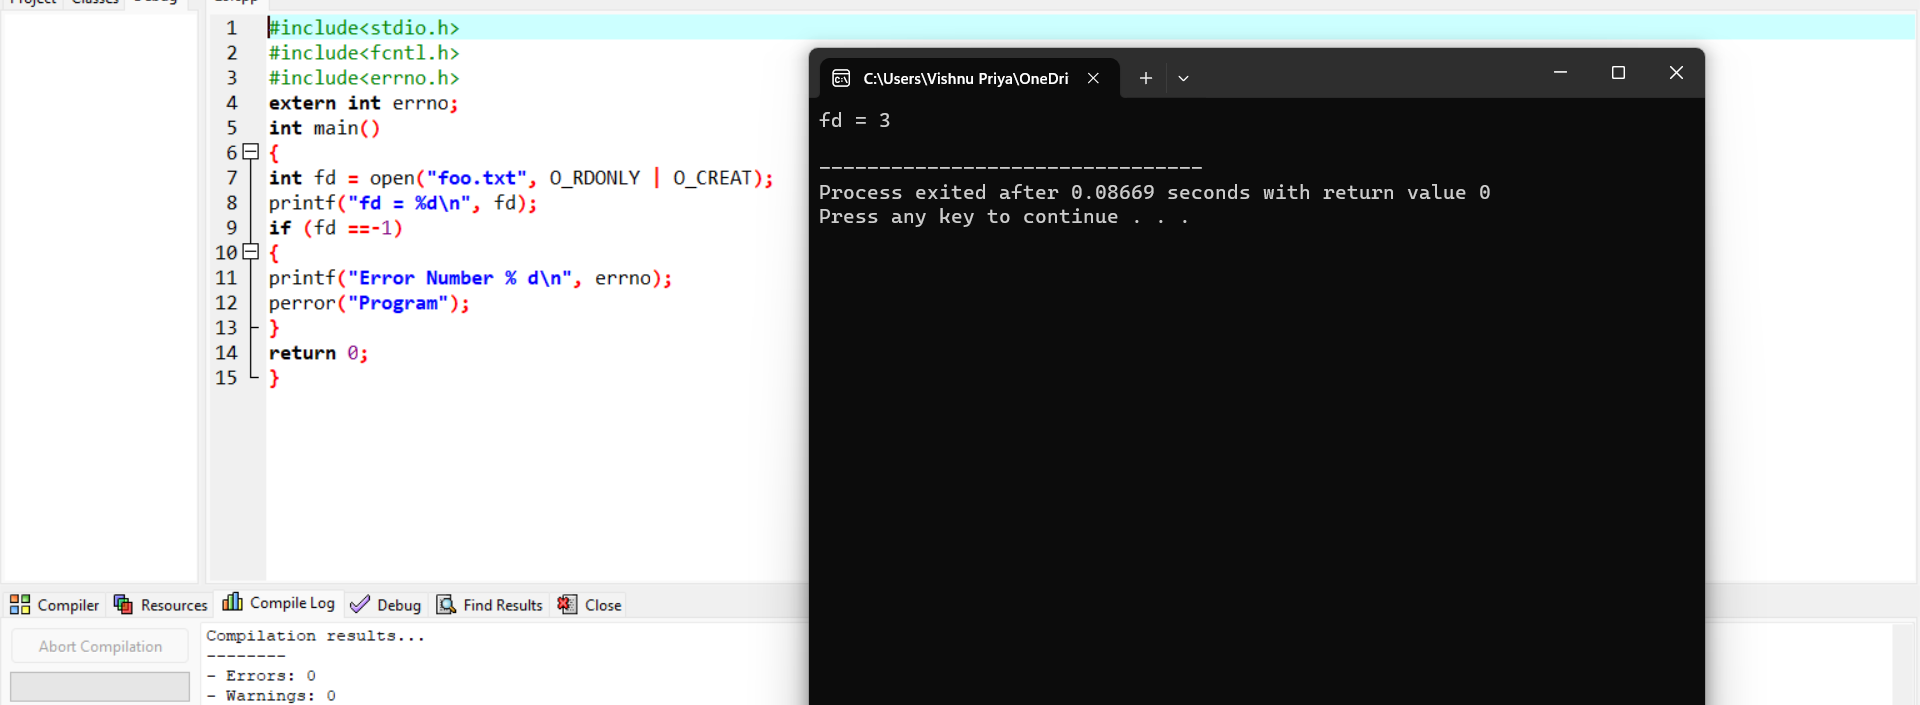 Project Classes Debug
1 #include<stdio.h>
2 #include<fcntl.h>
3 #include<errno.h>
4 extern int errno;
5 int main()
6 {
7 int fd = open("foo.txt", O_RDONLY | O_CREAT);
8 printf("fd = %d\n", fd);
9 if (fd ==-1)
10 {
11 printf("Error Number % d\n", errno);
12 perror("Program");
13 }
14 return 0;
15 }
C:\Users\Vishnu Priya\OneDri
fd = 3
--------------------------------
Process exited after 0.08669 seconds with return value 0
Press any key to continue . . .
Compiler Resources Compile Log Debug Find Results Close
Abort Compilation
Compilation results...
--------
- Errors: 0
- Warnings: 0